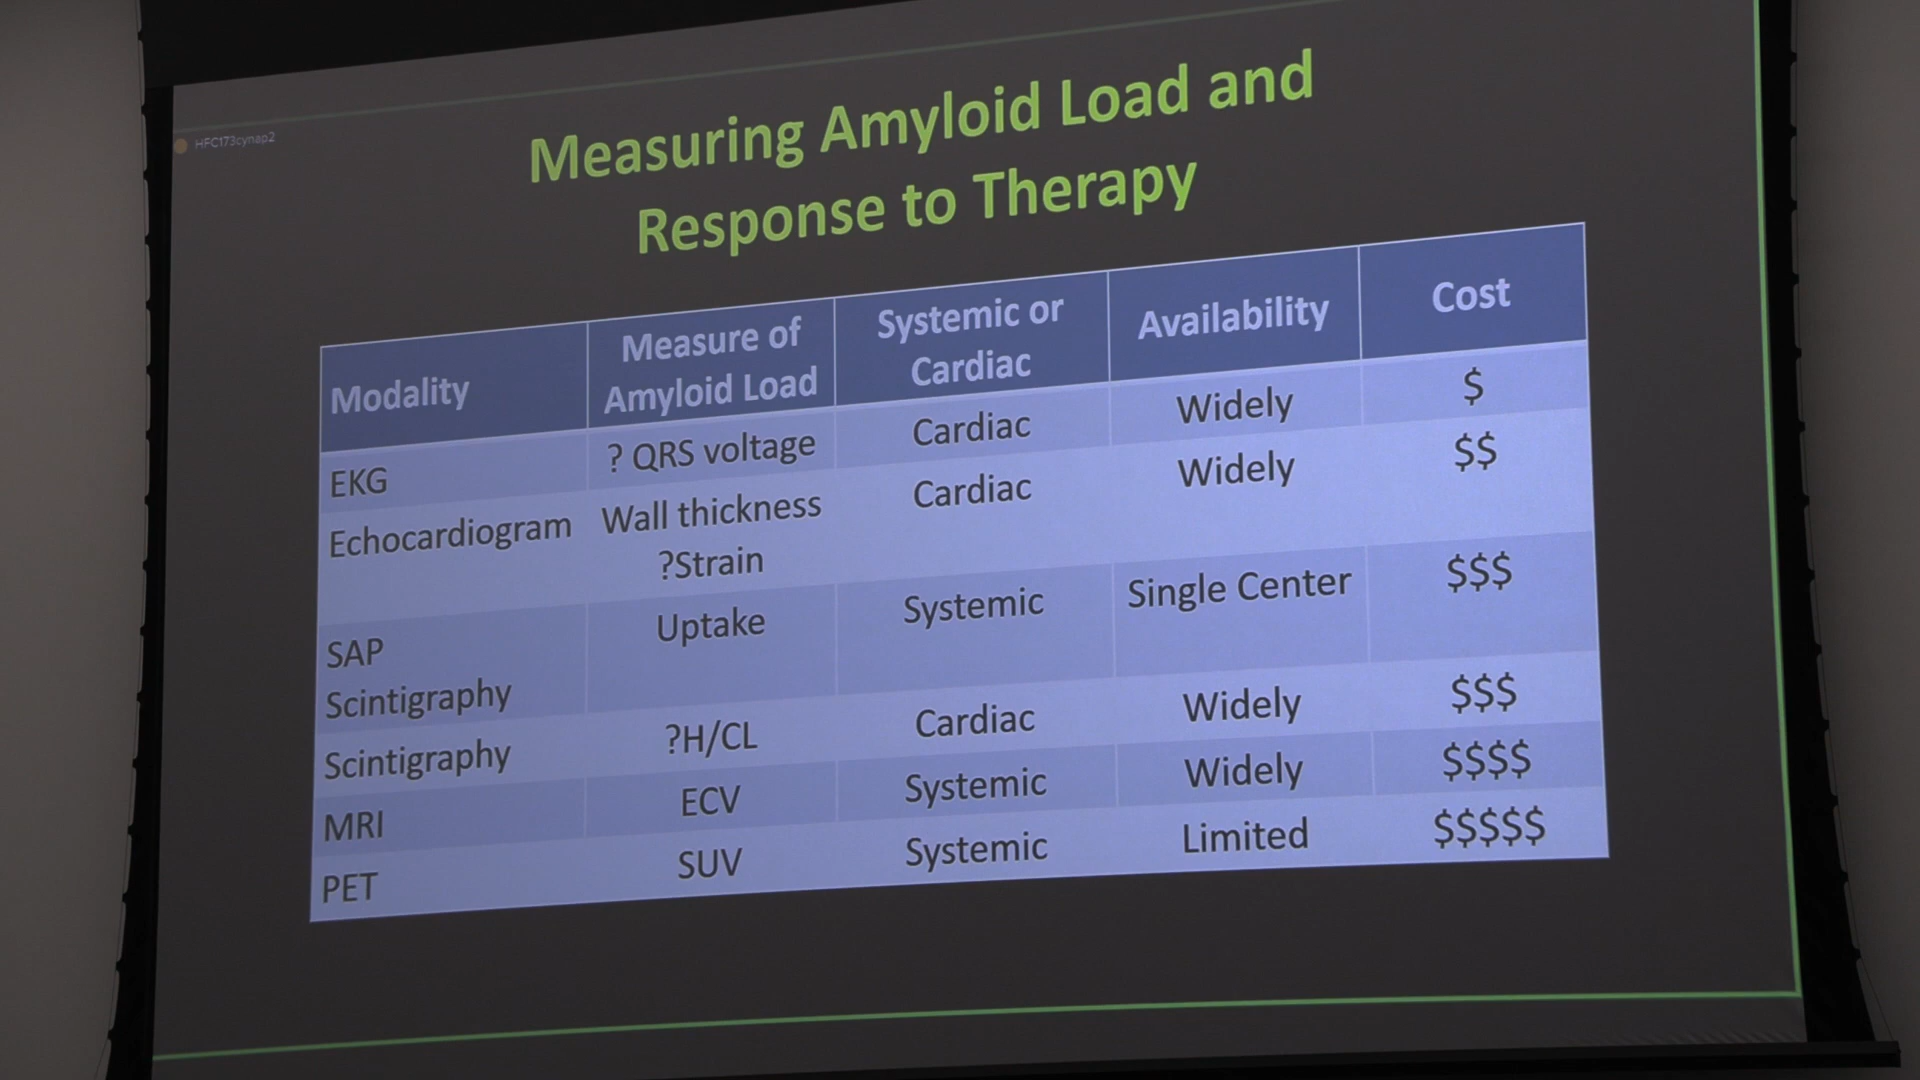 HFC173cynap2
Measuring Amyloid Load and
Response to Therapy
Modality
Measure of
Amyloid Load
Systemic or
Cardiac
Availability
Cost
EKG
? QRS voltage
Cardiac
Widely
$
Echocardiogram
Wall thickness
?Strain
Cardiac
Widely
$$
SAP
Scintigraphy
Uptake
Systemic
Single Center
$$$
Scintigraphy
?H/CL
Cardiac
Widely
$$$
MRI
ECV
Systemic
Widely
$$$$
PET
SUV
Systemic
Limited
$$$$$